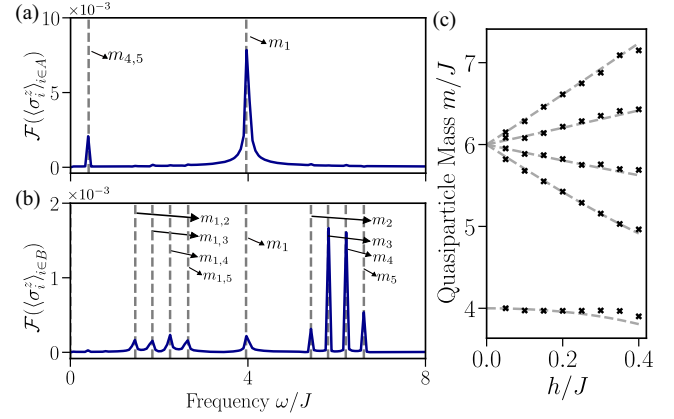 (a)
×10⁻³
10
5
0
F(⟨σᵢᶻ⟩ᵢ∈A)
m₄,₅
m₁
(b)
×10⁻³
2
1
0
F(⟨σᵢᶻ⟩ᵢ∈B)
m₁,₂
m₁,₃
m₁,₄
m₁,₅
m₁
m₂
m₃
m₄
m₅
0 4 8
Frequency ω/J
(c)
7
6
5
4
Quasiparticle Mass m/J
0.0 0.2 0.4
h/J